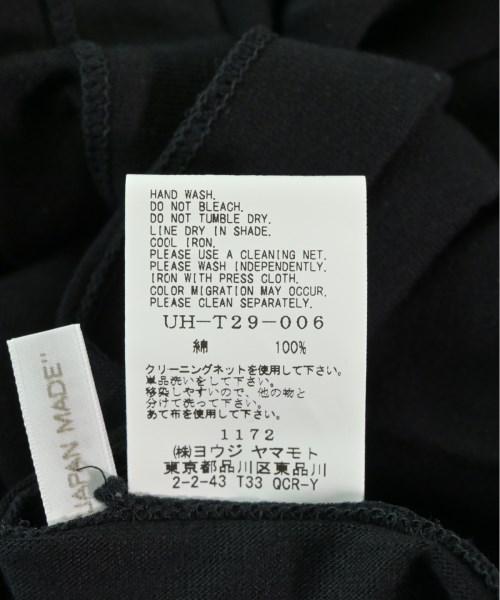 HAND WASH.
DO NOT BLEACH.
DO NOT TUMBLE DRY.
LINE DRY IN SHADE.
COOL IRON.
PLEASE USE A CLEANING NET.
PLEASE WASH INDEPENDENTLY.
IRON WITH PRESS CLOTH.
COLOR MIGRATION MAY OCCUR.
PLEASE CLEAN SEPARATELY.
UH-T29-006
綿 100%
クリーニングネットを使用して下さい。
単品洗いをして下さい。
移染しやすいので、他の物と
分けて洗って下さい。
あて布を使用して下さい。
1172
㈱ヨウジ ヤマモト
東京都品川区東品川
2-2-43 T33 QCR-Y
JAPAN MADE"